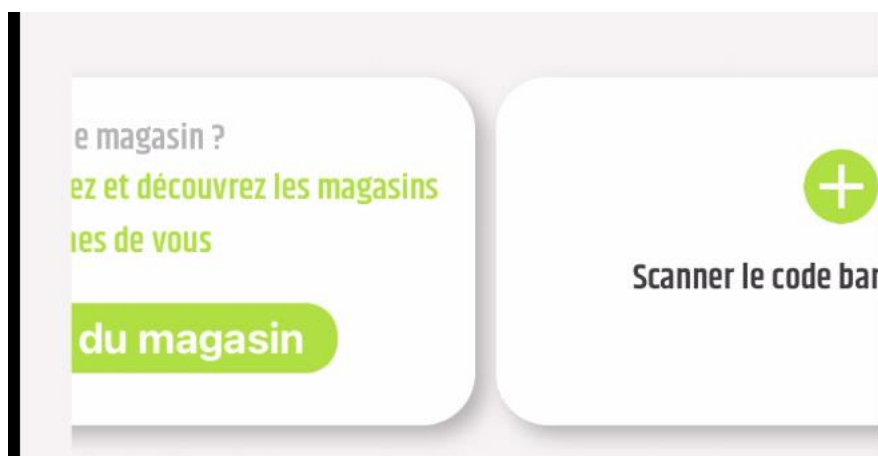 e magasin ?
ez et découvrez les magasins
nes de vous
du magasin
Scanner le code bar